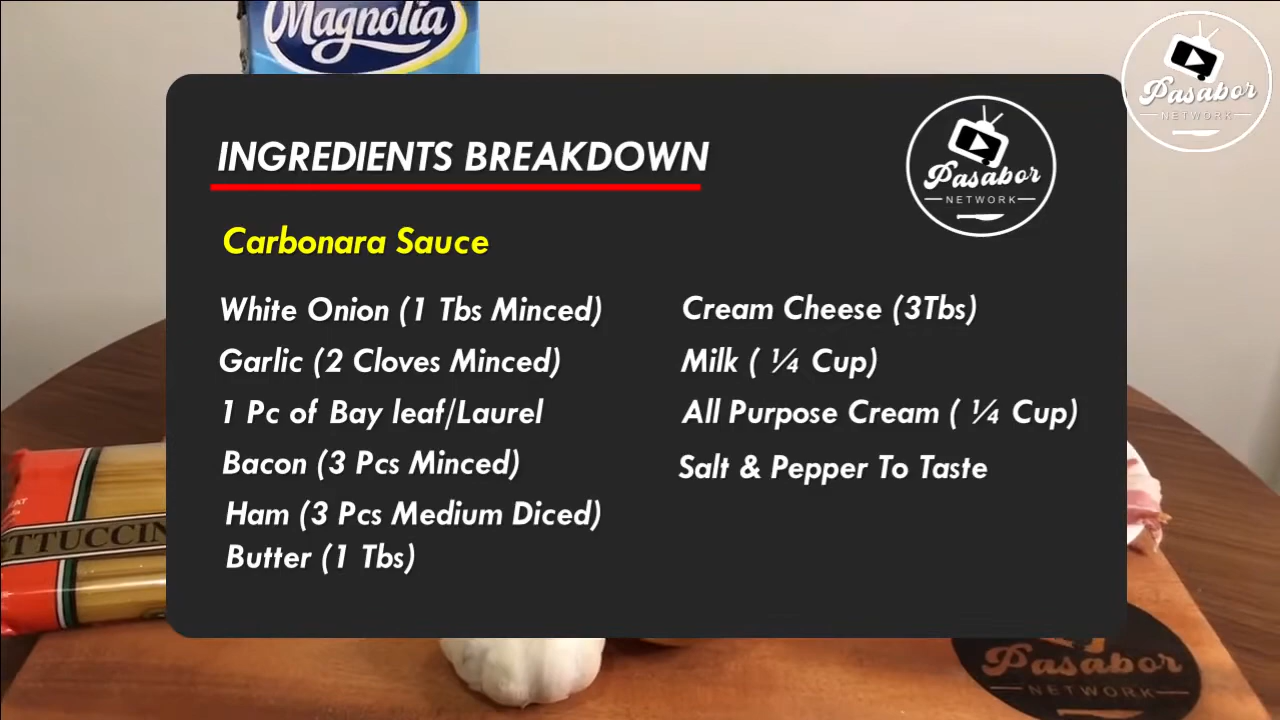 Magnolia
Pasabor
NETWORK
INGREDIENTS BREAKDOWN
Pasabor
NETWORK
Carbonara Sauce
White Onion (1 Tbs Minced)
Garlic (2 Cloves Minced)
1 Pc of Bay leaf/Laurel
Bacon (3 Pcs Minced)
Ham (3 Pcs Medium Diced)
Butter (1 Tbs)
Cream Cheese (3Tbs)
Milk ( ¼ Cup)
All Purpose Cream ( ¼ Cup)
Salt & Pepper To Taste
TTUCCIN
Pasabor
NETWORK